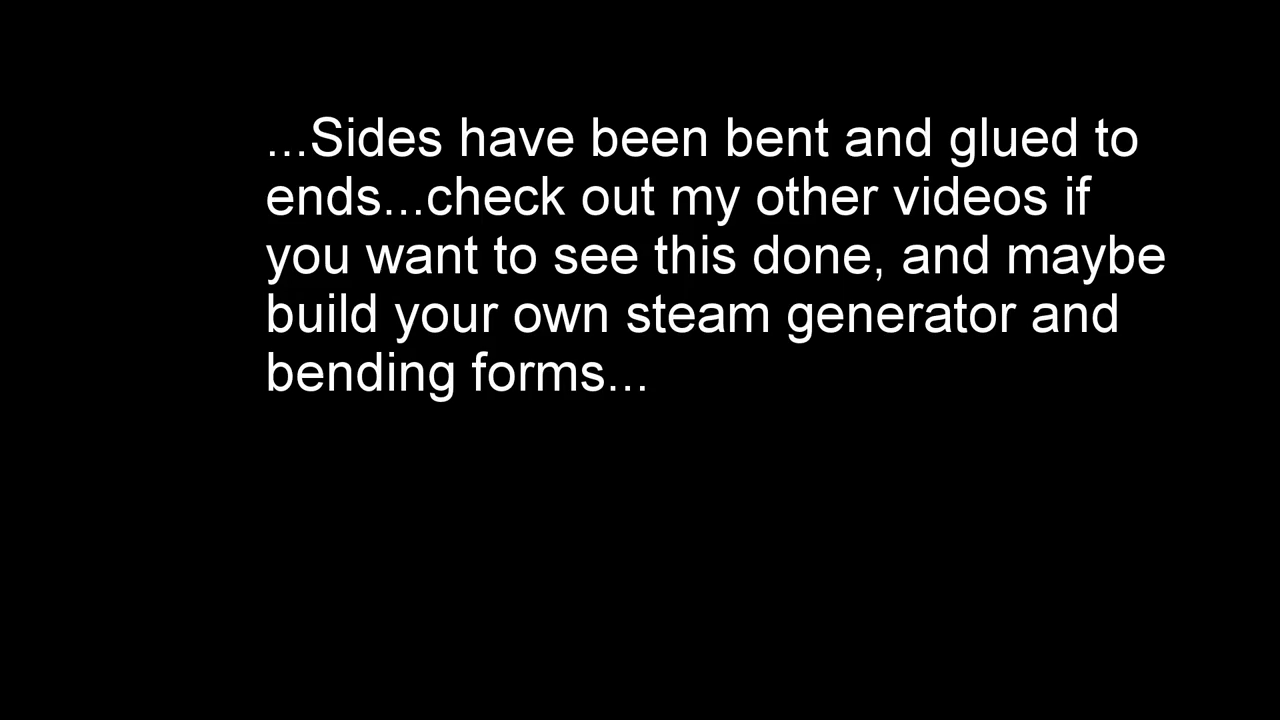 ...Sides have been bent and glued to
ends...check out my other videos if
you want to see this done, and maybe
build your own steam generator and
bending forms...